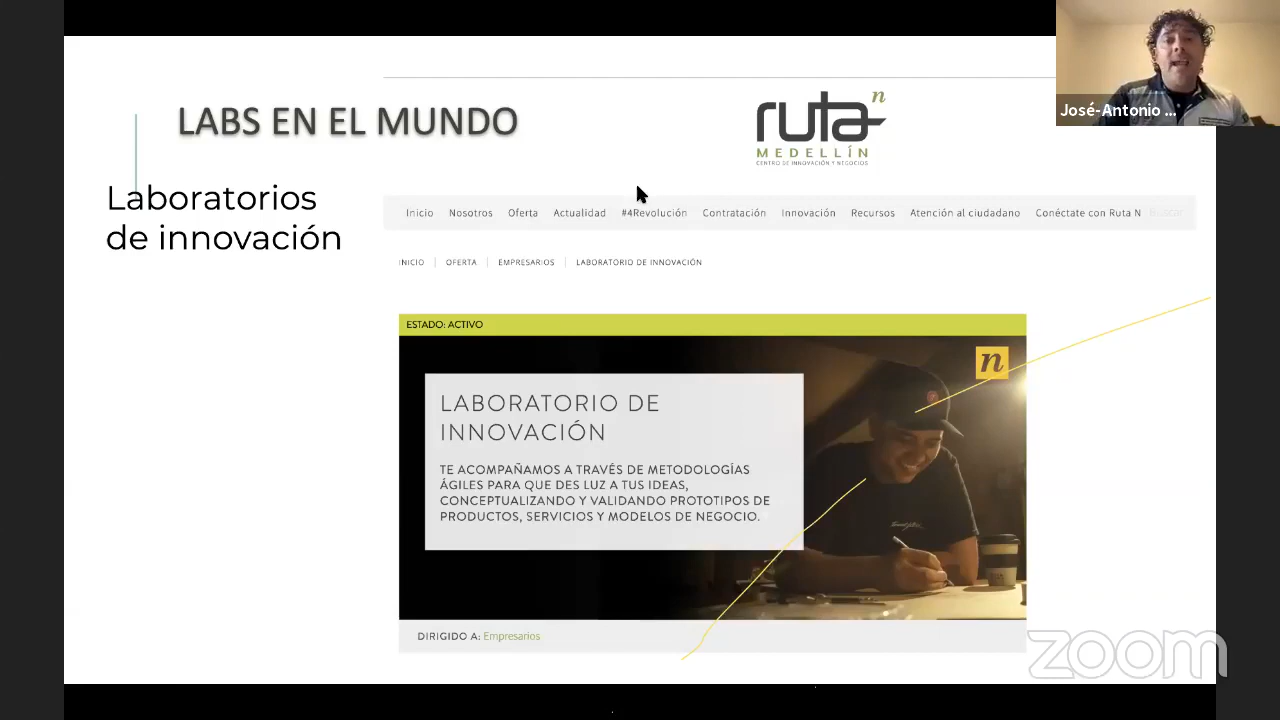 LABS EN EL MUNDO
Laboratorios
de innovación
ruta n
MEDELLÍN
CENTRO DE INNOVACIÓN Y NEGOCIOS
José-Antonio ...
Inicio Nosotros Oferta Actualidad #4Revolución Contratación Innovación Recursos Atención al ciudadano Conéctate con Ruta N Buscar
INICIO OFERTA EMPRESARIOS LABORATORIO DE INNOVACIÓN
ESTADO: ACTIVO
n
LABORATORIO DE
INNOVACIÓN
TE ACOMPAÑAMOS A TRAVÉS DE METODOLOGÍAS
ÁGILES PARA QUE DES LUZ A TUS IDEAS,
CONCEPTUALIZANDO Y VALIDANDO PROTOTIPOS DE
PRODUCTOS, SERVICIOS Y MODELOS DE NEGOCIO.
DIRIGIDO A: Empresarios
zoom